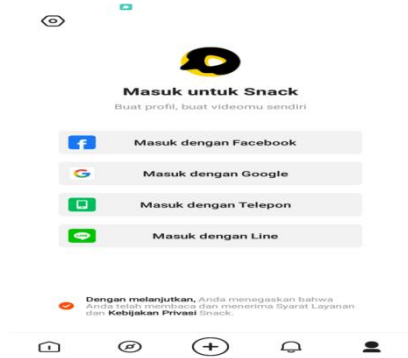 Masuk untuk Snack
Buat profil, buat videomu sendiri
Masuk dengan Facebook
Masuk dengan Google
Masuk dengan Telepon
Masuk dengan Line
Dengan melanjutkan, Anda menegaskan bahwa
Anda telah membaca dan menerima Syarat Layanan
dan Kebijakan Privasi Snack.